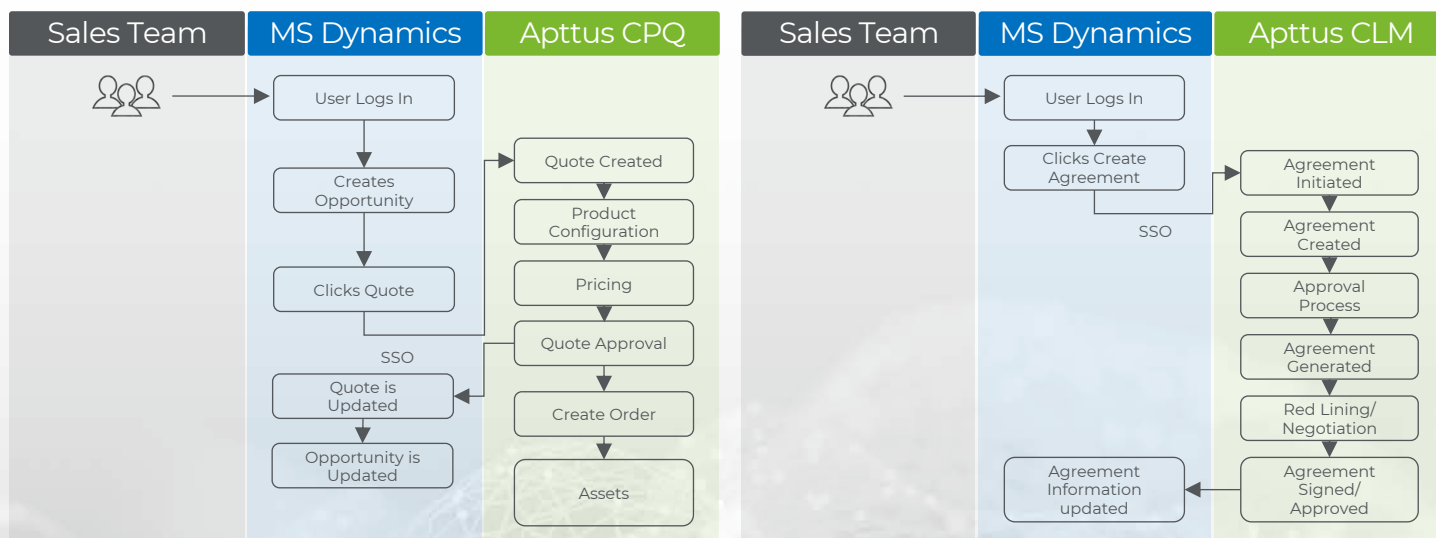 Sales Team
MS Dynamics
Apttus CPQ
User Logs In
Creates
Opportunity
Clicks Quote
SSO
Quote is
Updated
Opportunity is
Updated
Quote Created
Product
Configuration
Pricing
Quote Approval
Create Order
Assets
Sales Team
MS Dynamics
Apttus CLM
User Logs In
Clicks Create
Agreement
SSO
Agreement
Information
updated
Agreement
Initiated
Agreement
Created
Approval
Process
Agreement
Generated
Red Lining/
Negotiation
Agreement
Signed/
Approved